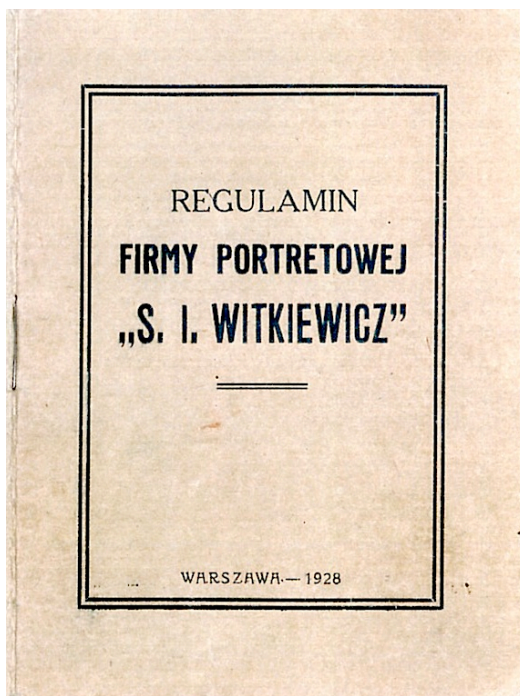 REGULAMIN
FIRMY PORTRETOWEJ
„S. I. WITKIEWICZ”
WARSZAWA — 1928